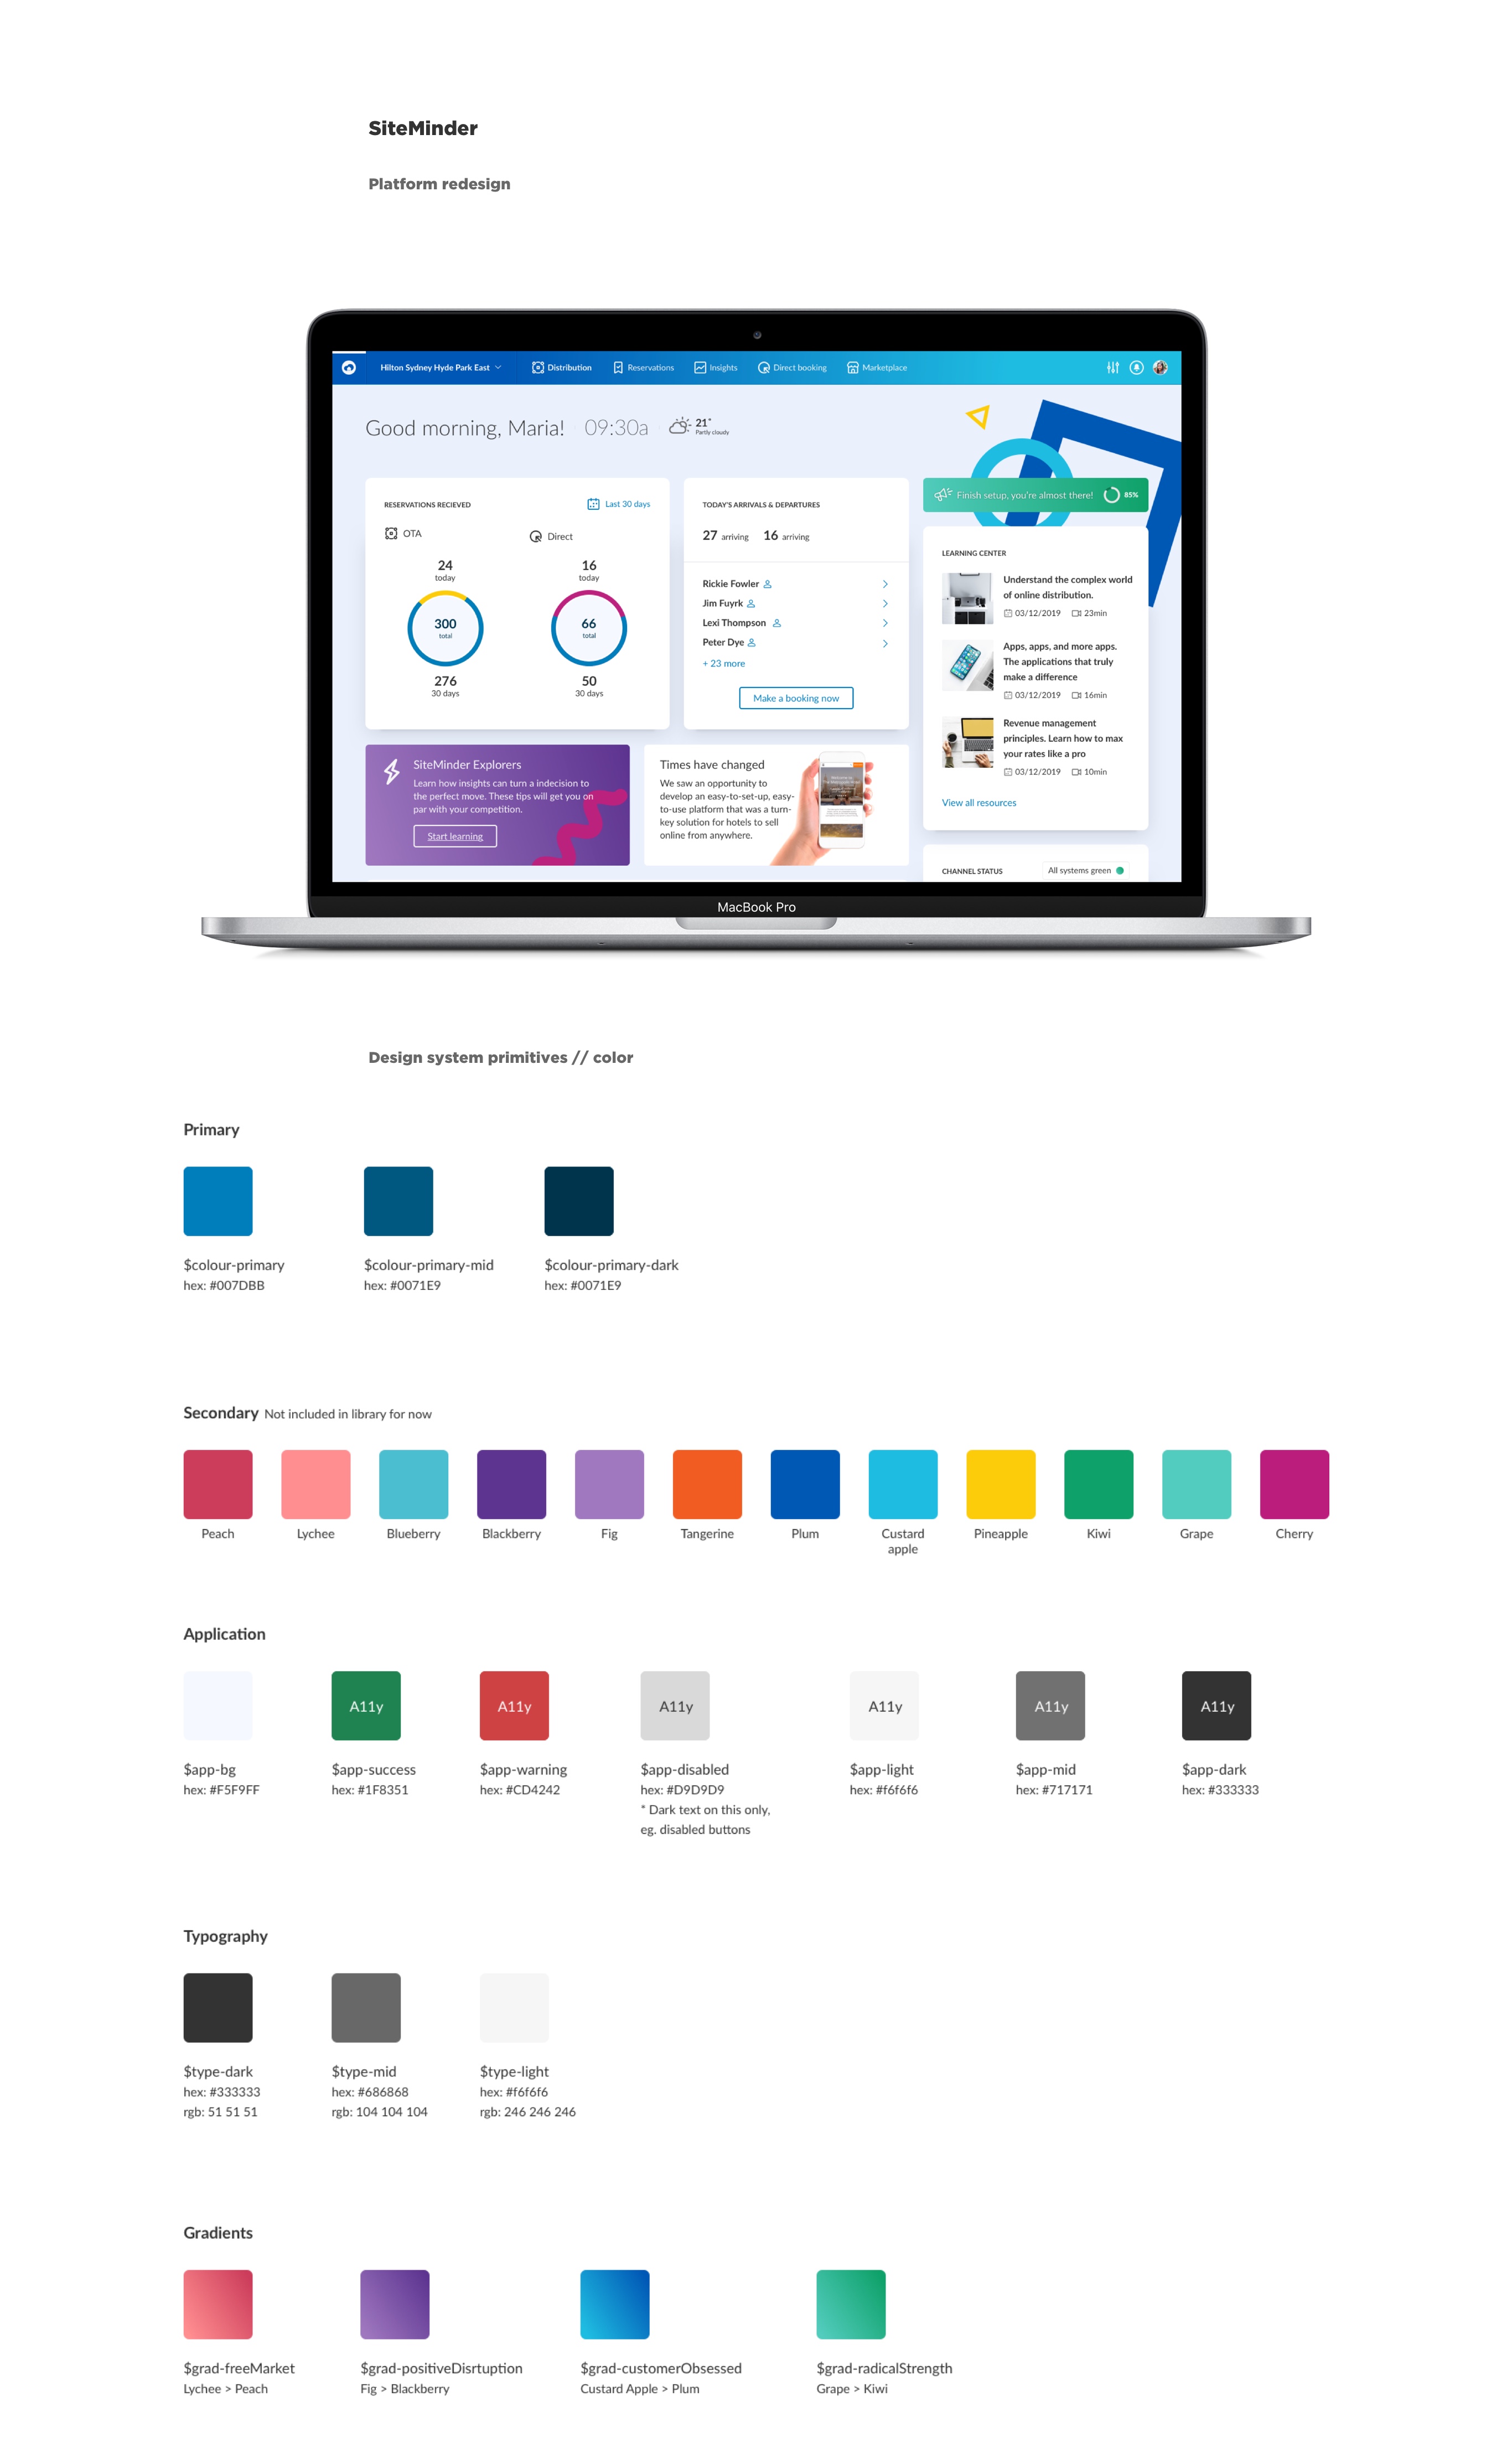 SiteMinder
Platform redesign
Hilton Sydney Hyde Park East
Distribution
Reservations
Insights
Direct booking
Marketplace
Good morning, Maria!
09:30a
21°
Partly cloudy
RESERVATIONS RECIEVED
Last 30 days
OTA
Direct
24
today
300
total
276
30 days
16
today
66
total
50
30 days
TODAY'S ARRIVALS & DEPARTURES
27 arriving 16 arriving
Rickie Fowler
Jim Fuyrk
Lexi Thompson
Peter Dye
+ 23 more
Make a booking now
Finish setup, you're almost there!
85%
LEARNING CENTER
Understand the complex world
of online distribution.
03/12/2019 23min
Apps, apps, and more apps.
The applications that truly
make a difference
03/12/2019 16min
Revenue management
principles. Learn how to max
your rates like a pro
03/12/2019 10min
View all resources
SiteMinder Explorers
Learn how insights can turn a indecision to
the perfect move. These tips will get you on
par with your competition.
Start learning
Times have changed
We saw an opportunity to
develop an easy-to-set-up, easy-
to-use platform that was a turn-
key solution for hotels to sell
online from anywhere.
CHANNEL STATUS
All systems green
MacBook Pro
Design system primitives // color
Primary
$colour-primary
hex: #007DBB
$colour-primary-mid
hex: #0071E9
$colour-primary-dark
hex: #0071E9
Secondary Not included in library for now
Peach
Lychee
Blueberry
Blackberry
Fig
Tangerine
Plum
Custard
apple
Pineapple
Kiwi
Grape
Cherry
Application
$app-bg
hex: #F5F9FF
A11y
$app-success
hex: #1F8351
A11y
$app-warning
hex: #CD4242
A11y
$app-disabled
hex: #D9D9D9
* Dark text on this only,
eg. disabled buttons
A11y
$app-light
hex: #f6f6f6
A11y
$app-mid
hex: #717171
A11y
$app-dark
hex: #333333
Typography
$type-dark
hex: #333333
rgb: 51 51 51
$type-mid
hex: #686868
rgb: 104 104 104
$type-light
hex: #f6f6f6
rgb: 246 246 246
Gradients
$grad-freeMarket
Lychee > Peach
$grad-positiveDisrtuption
Fig > Blackberry
$grad-customerObsessed
Custard Apple > Plum
$grad-radicalStrength
Grape > Kiwi